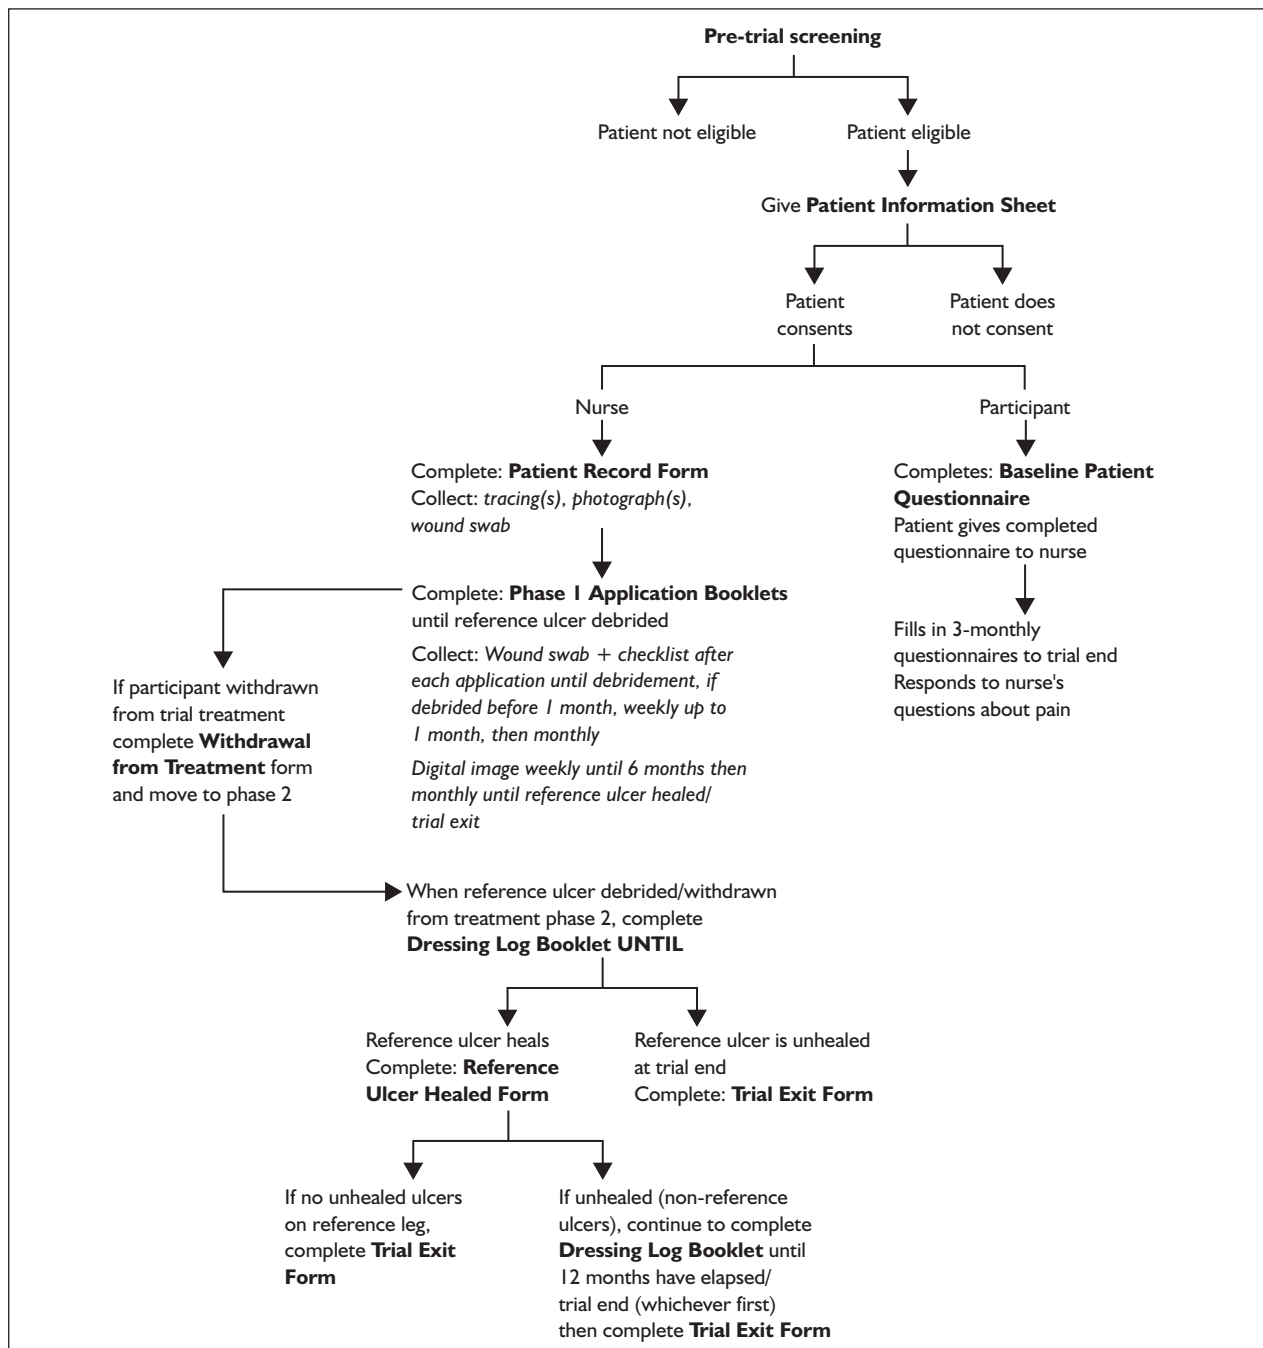 Pre-trial screening
Patient not eligible
Patient eligible
Give Patient Information Sheet
Patient
consents
Patient does
not consent
Nurse
Participant
Complete: Patient Record Form
Collect: tracing(s), photograph(s),
wound swab
Completes: Baseline Patient
Questionnaire
Patient gives completed
questionnaire to nurse
Complete: Phase 1 Application Booklets
until reference ulcer debrided
Collect: Wound swab + checklist after
each application until debridement, if
debrided before 1 month, weekly up to
1 month, then monthly
Digital image weekly until 6 months then
monthly until reference ulcer healed/
trial exit
Fills in 3-monthly
questionnaires to trial end
Responds to nurse's
questions about pain
If participant withdrawn
from trial treatment
complete Withdrawal
from Treatment form
and move to phase 2
When reference ulcer debrided/withdrawn
from treatment phase 2, complete
Dressing Log Booklet UNTIL
Reference ulcer heals
Complete: Reference
Ulcer Healed Form
Reference ulcer is unhealed
at trial end
Complete: Trial Exit Form
If no unhealed ulcers
on reference leg,
complete Trial Exit
Form
If unhealed (non-reference
ulcers), continue to complete
Dressing Log Booklet until
12 months have elapsed/
trial end (whichever first)
then complete Trial Exit Form